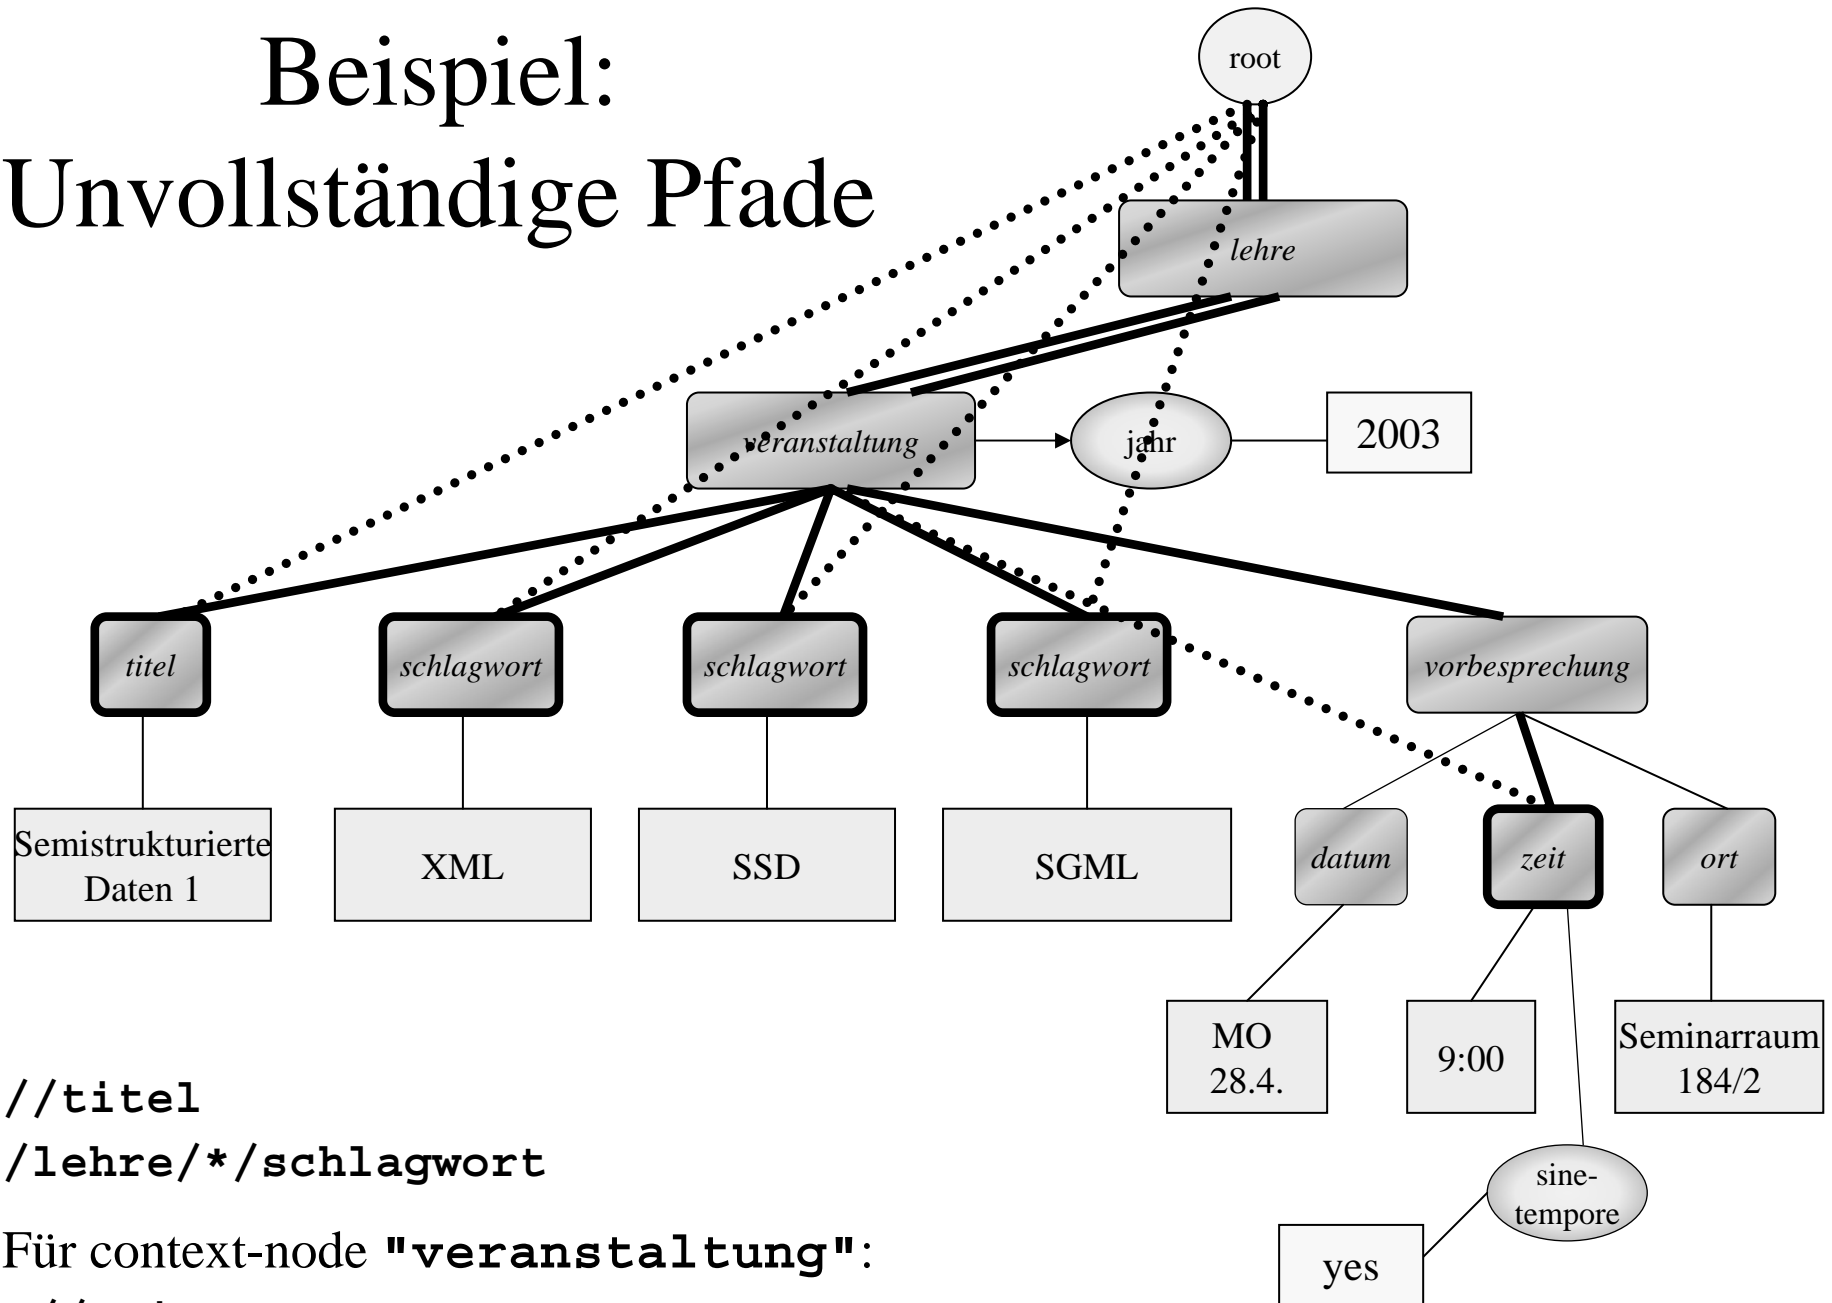 Beispiel:
Unvollständige Pfade
root
lehre
veranstaltung
jahr
2003
titel
schlagwort
schlagwort
schlagwort
vorbesprechung
Semistrukturierte
Daten 1
XML
SSD
SGML
datum
zeit
ort
MO
28.4.
9:00
Seminarraum
184/2
sine-
tempore
yes
//titel
/lehre/*/schlagwort
Für context-node "veranstaltung":